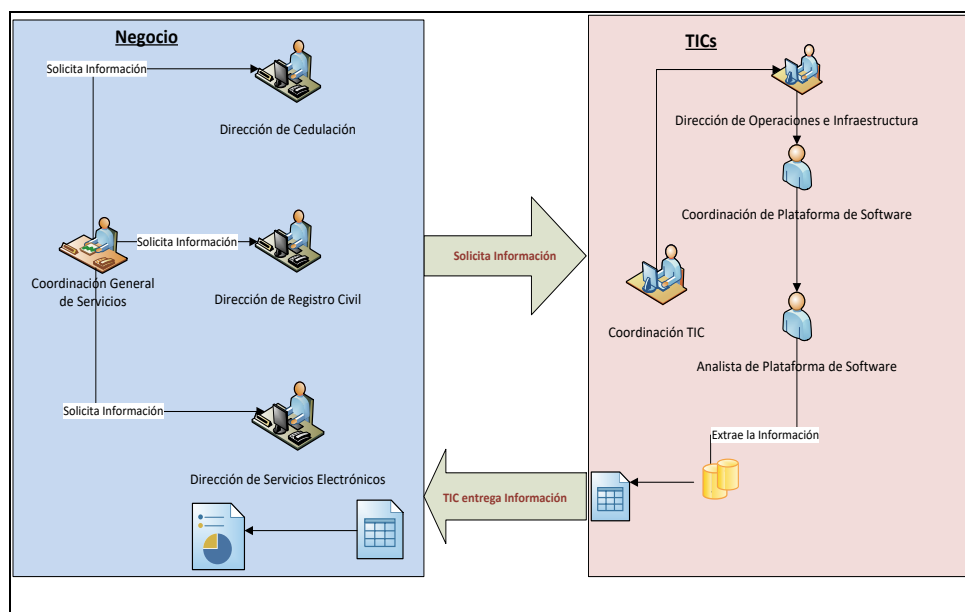 Negocio
Solicita Información
Dirección de Cedulación
Solicita Información
Coordinación General
de Servicios
Dirección de Registro Civil
Solicita Información
Dirección de Servicios Electrónicos
Solicita Información
TIC entrega Información
TICs
Dirección de Operaciones e Infraestructura
Coordinación de Plataforma de Software
Coordinación TIC
Analista de Plataforma de Software
Extrae la Información